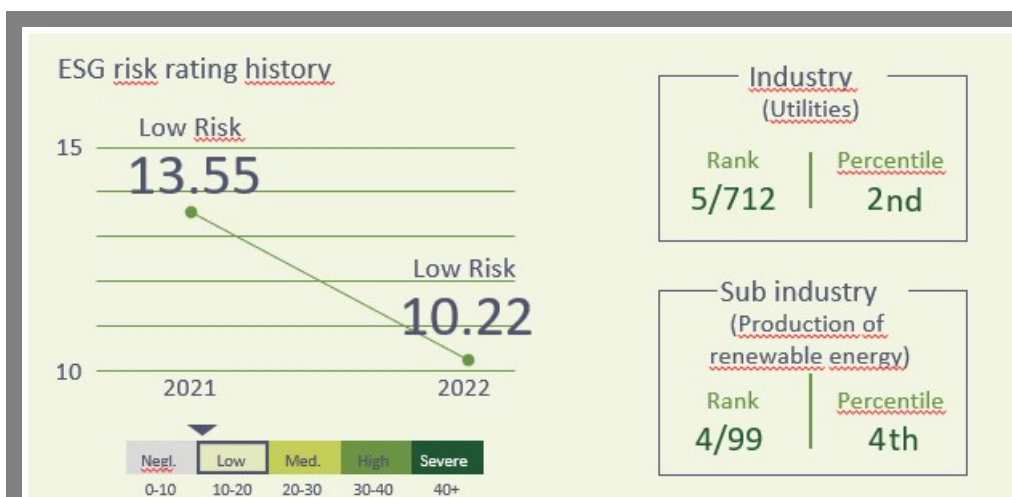 ESG risk rating history
Low Risk
15
13.55
Low Risk
10.22
10
2021 2022
Negl. Low Med. High Severe
0-10 10-20 20-30 30-40 40+
Industry
(Utilities)
Rank Percentile
5/712 2nd
Sub industry
(Production of
renewable energy)
Rank Percentile
4/99 4th